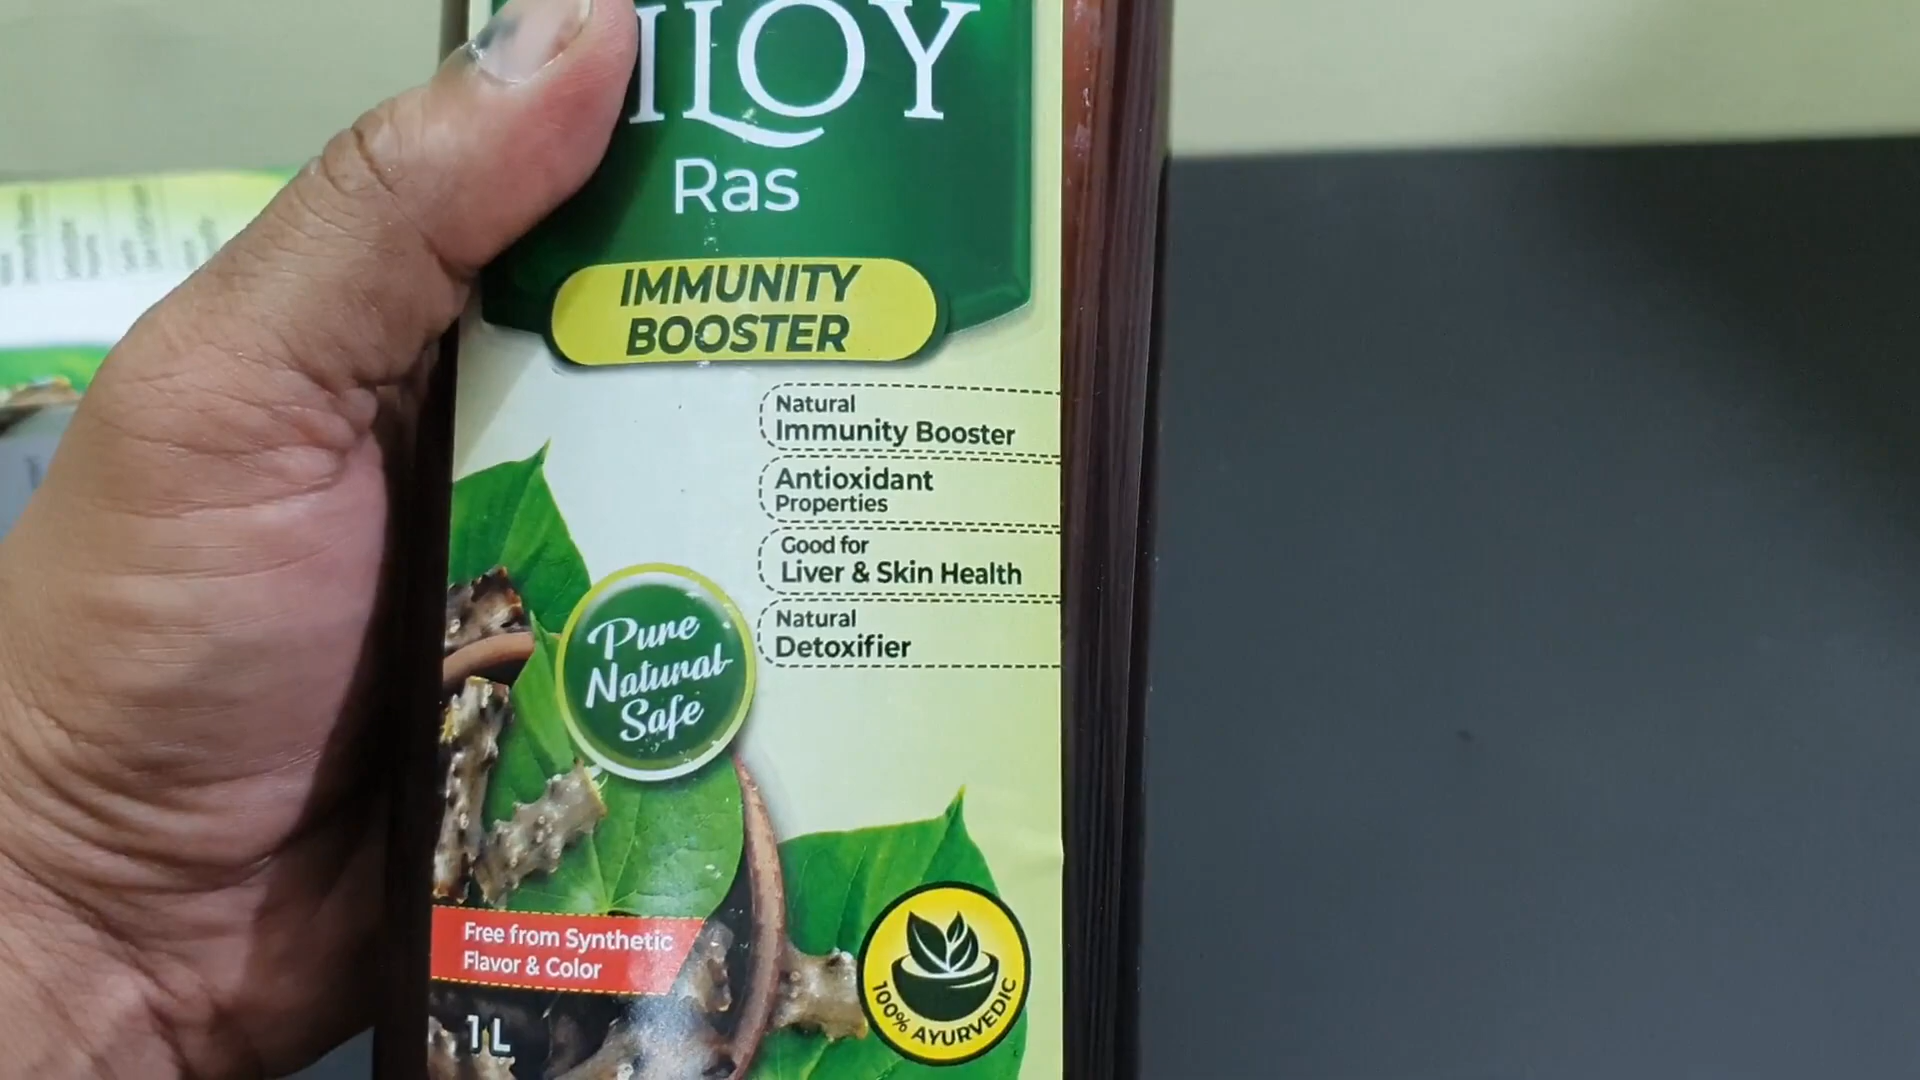 ILOY
Ras
IMMUNITY
BOOSTER
Natural
Immunity Booster
Antioxidant
Properties
Good for
Liver & Skin Health
Natural
Detoxifier
Pure
Natural
Safe
Free from Synthetic
Flavor & Color
1 L
100% AYURVEDIC